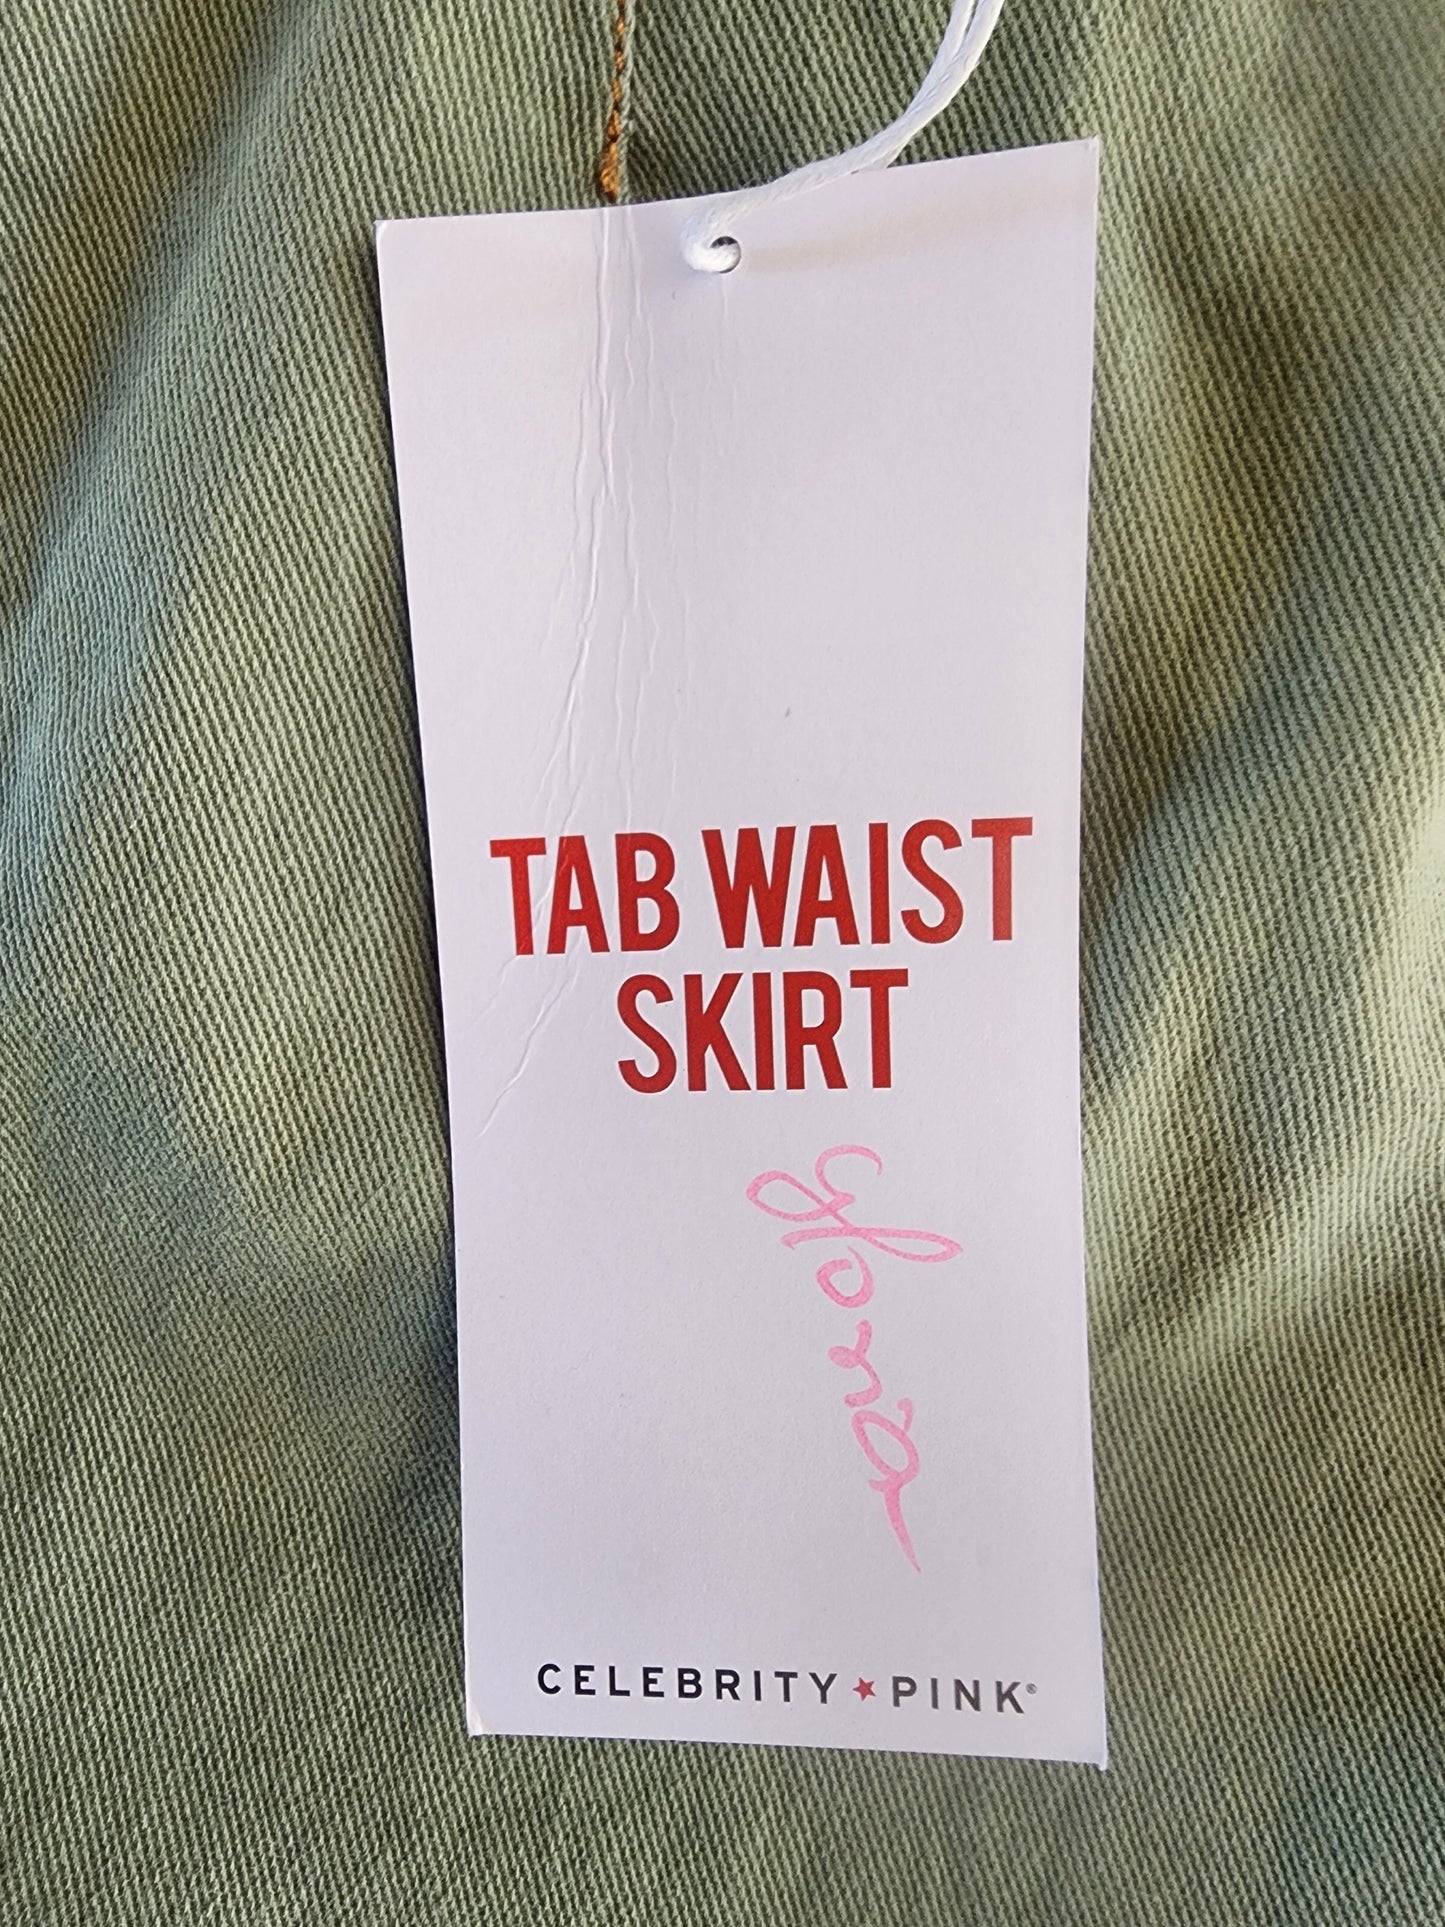 TAB WAIST
SKIRT
CELEBRITY ★ PINK®